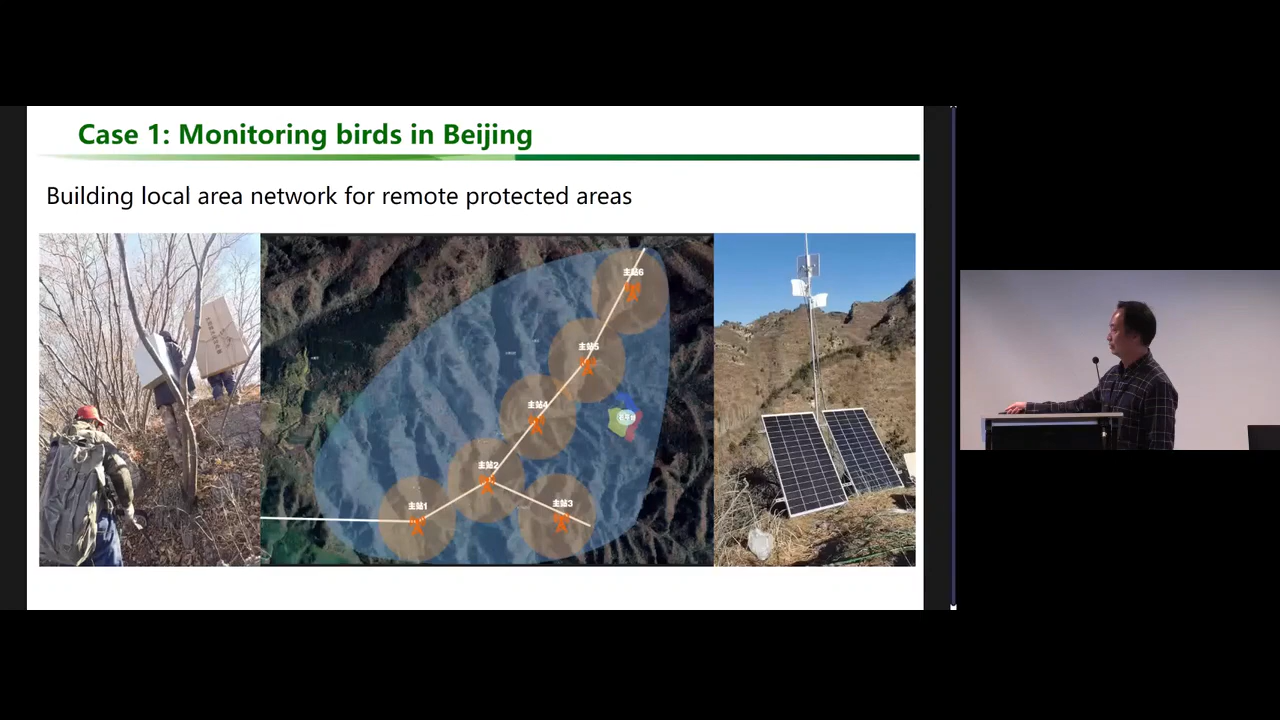 Case 1: Monitoring birds in Beijing
Building local area network for remote protected areas
主站6
主站5
主站4
主站2
主站1
主站3